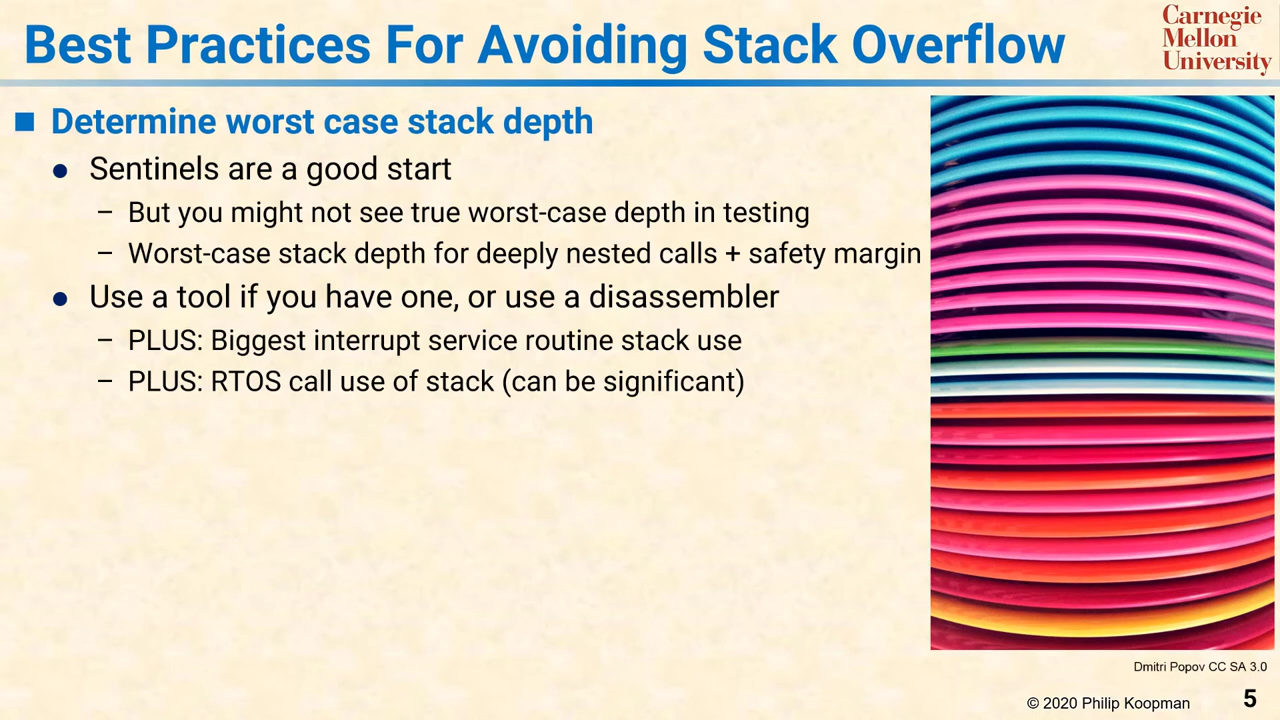 Best Practices For Avoiding Stack Overflow
Carnegie
Mellon
University
■ Determine worst case stack depth
● Sentinels are a good start
– But you might not see true worst-case depth in testing
– Worst-case stack depth for deeply nested calls + safety margin
● Use a tool if you have one, or use a disassembler
– PLUS: Biggest interrupt service routine stack use
– PLUS: RTOS call use of stack (can be significant)
Dmitri Popov CC SA 3.0
© 2020 Philip Koopman 5